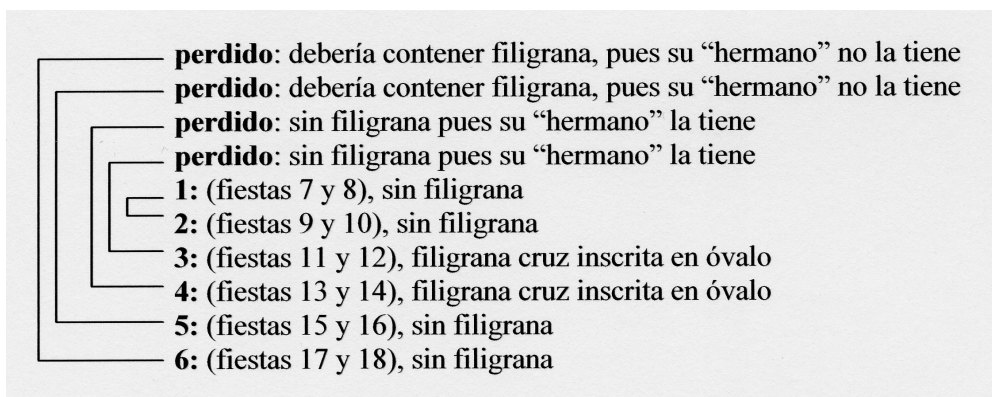 perdido: debería contener filigrana, pues su “hermano” no la tiene
perdido: debería contener filigrana, pues su “hermano” no la tiene
perdido: sin filigrana pues su “hermano” la tiene
perdido: sin filigrana pues su “hermano” la tiene
1: (fiestas 7 y 8), sin filigrana
2: (fiestas 9 y 10), sin filigrana
3: (fiestas 11 y 12), filigrana cruz inscrita en óvalo
4: (fiestas 13 y 14), filigrana cruz inscrita en óvalo
5: (fiestas 15 y 16), sin filigrana
6: (fiestas 17 y 18), sin filigrana